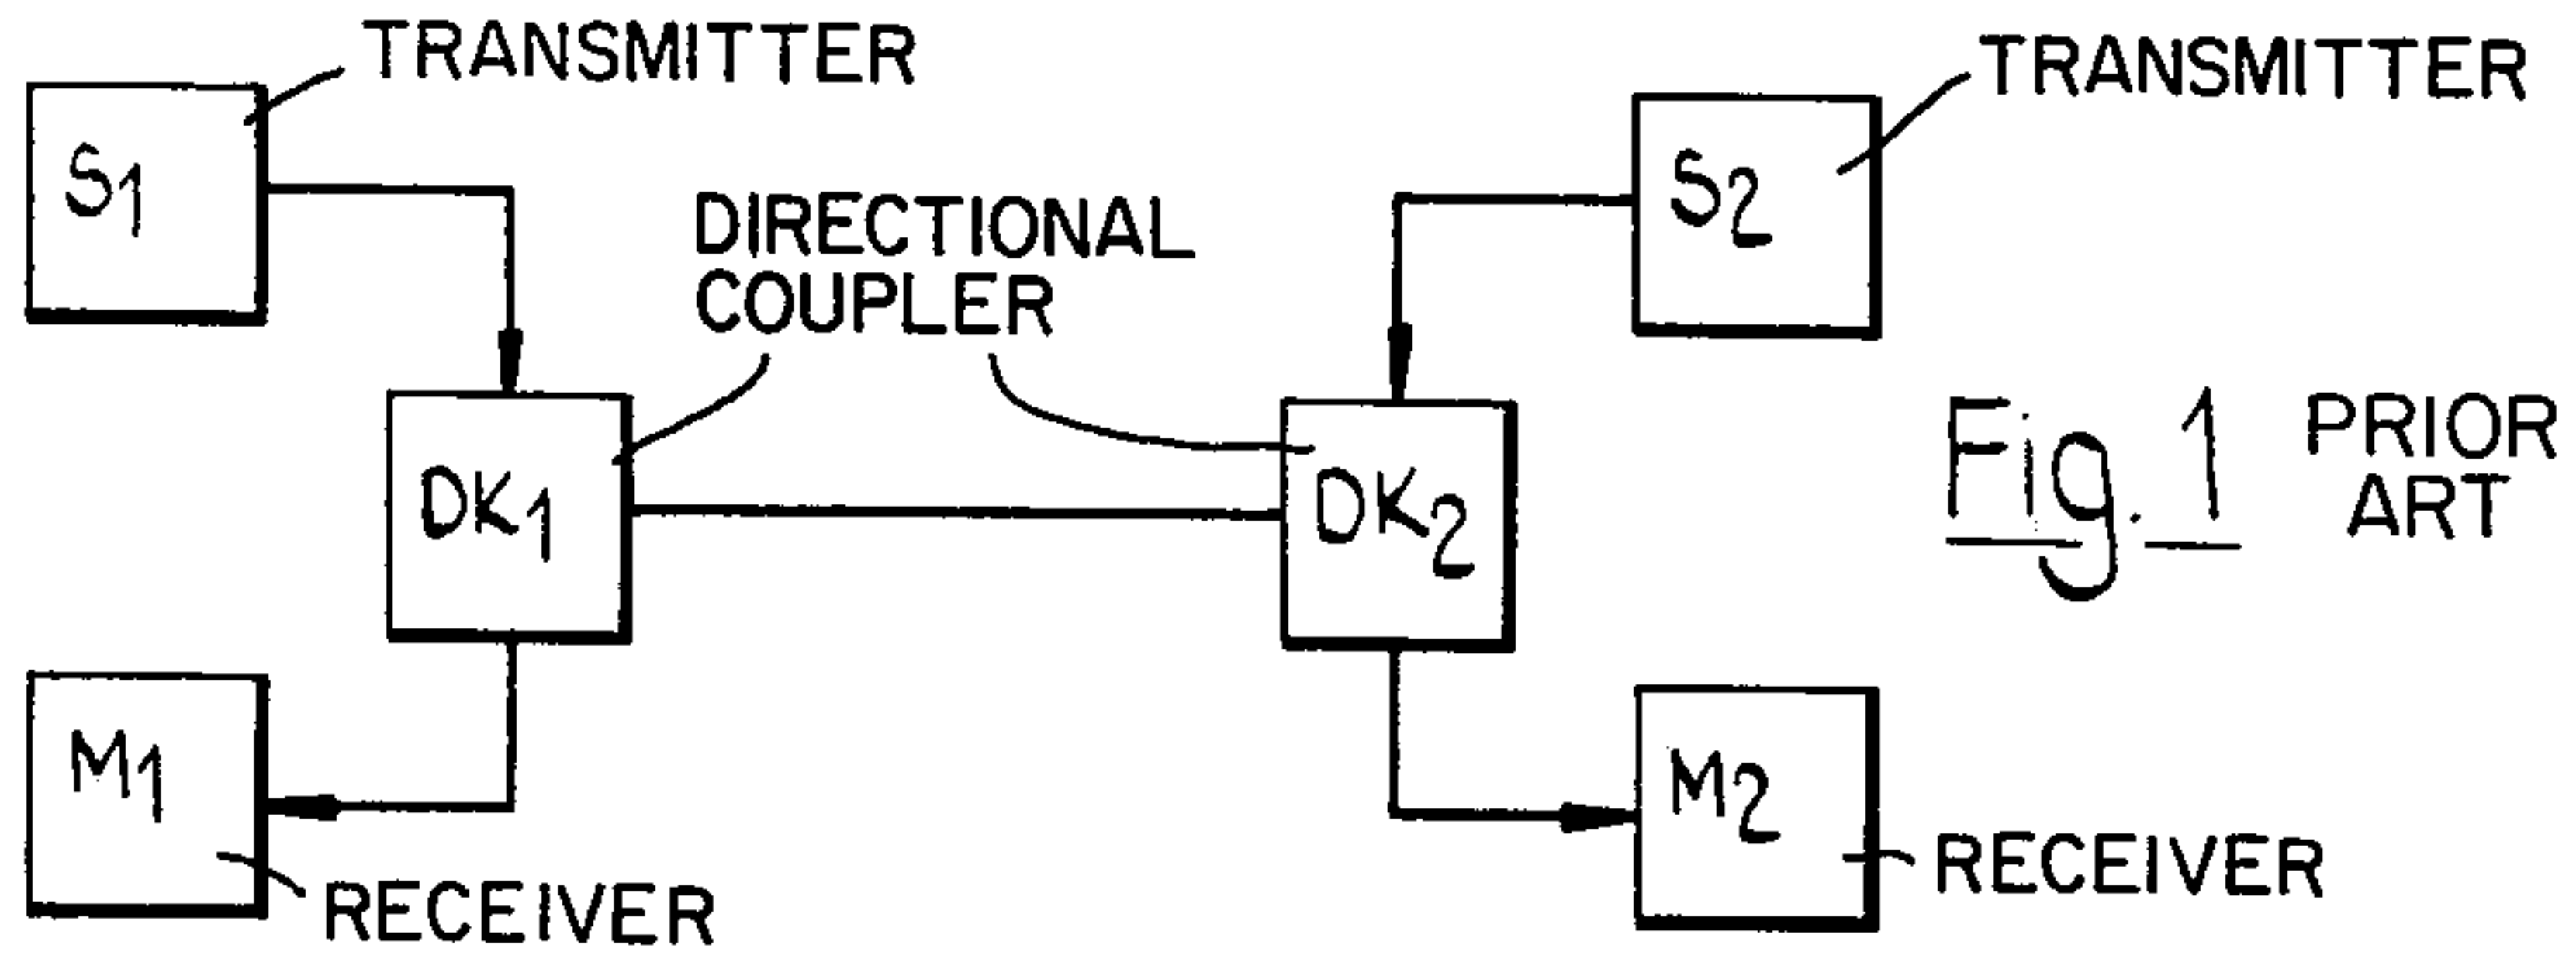 TRANSMITTER
S1
TRANSMITTER
S2
DIRECTIONAL
COUPLER
DK1
DK2
Fig. 1
PRIOR
ART
M1
RECEIVER
M2
RECEIVER